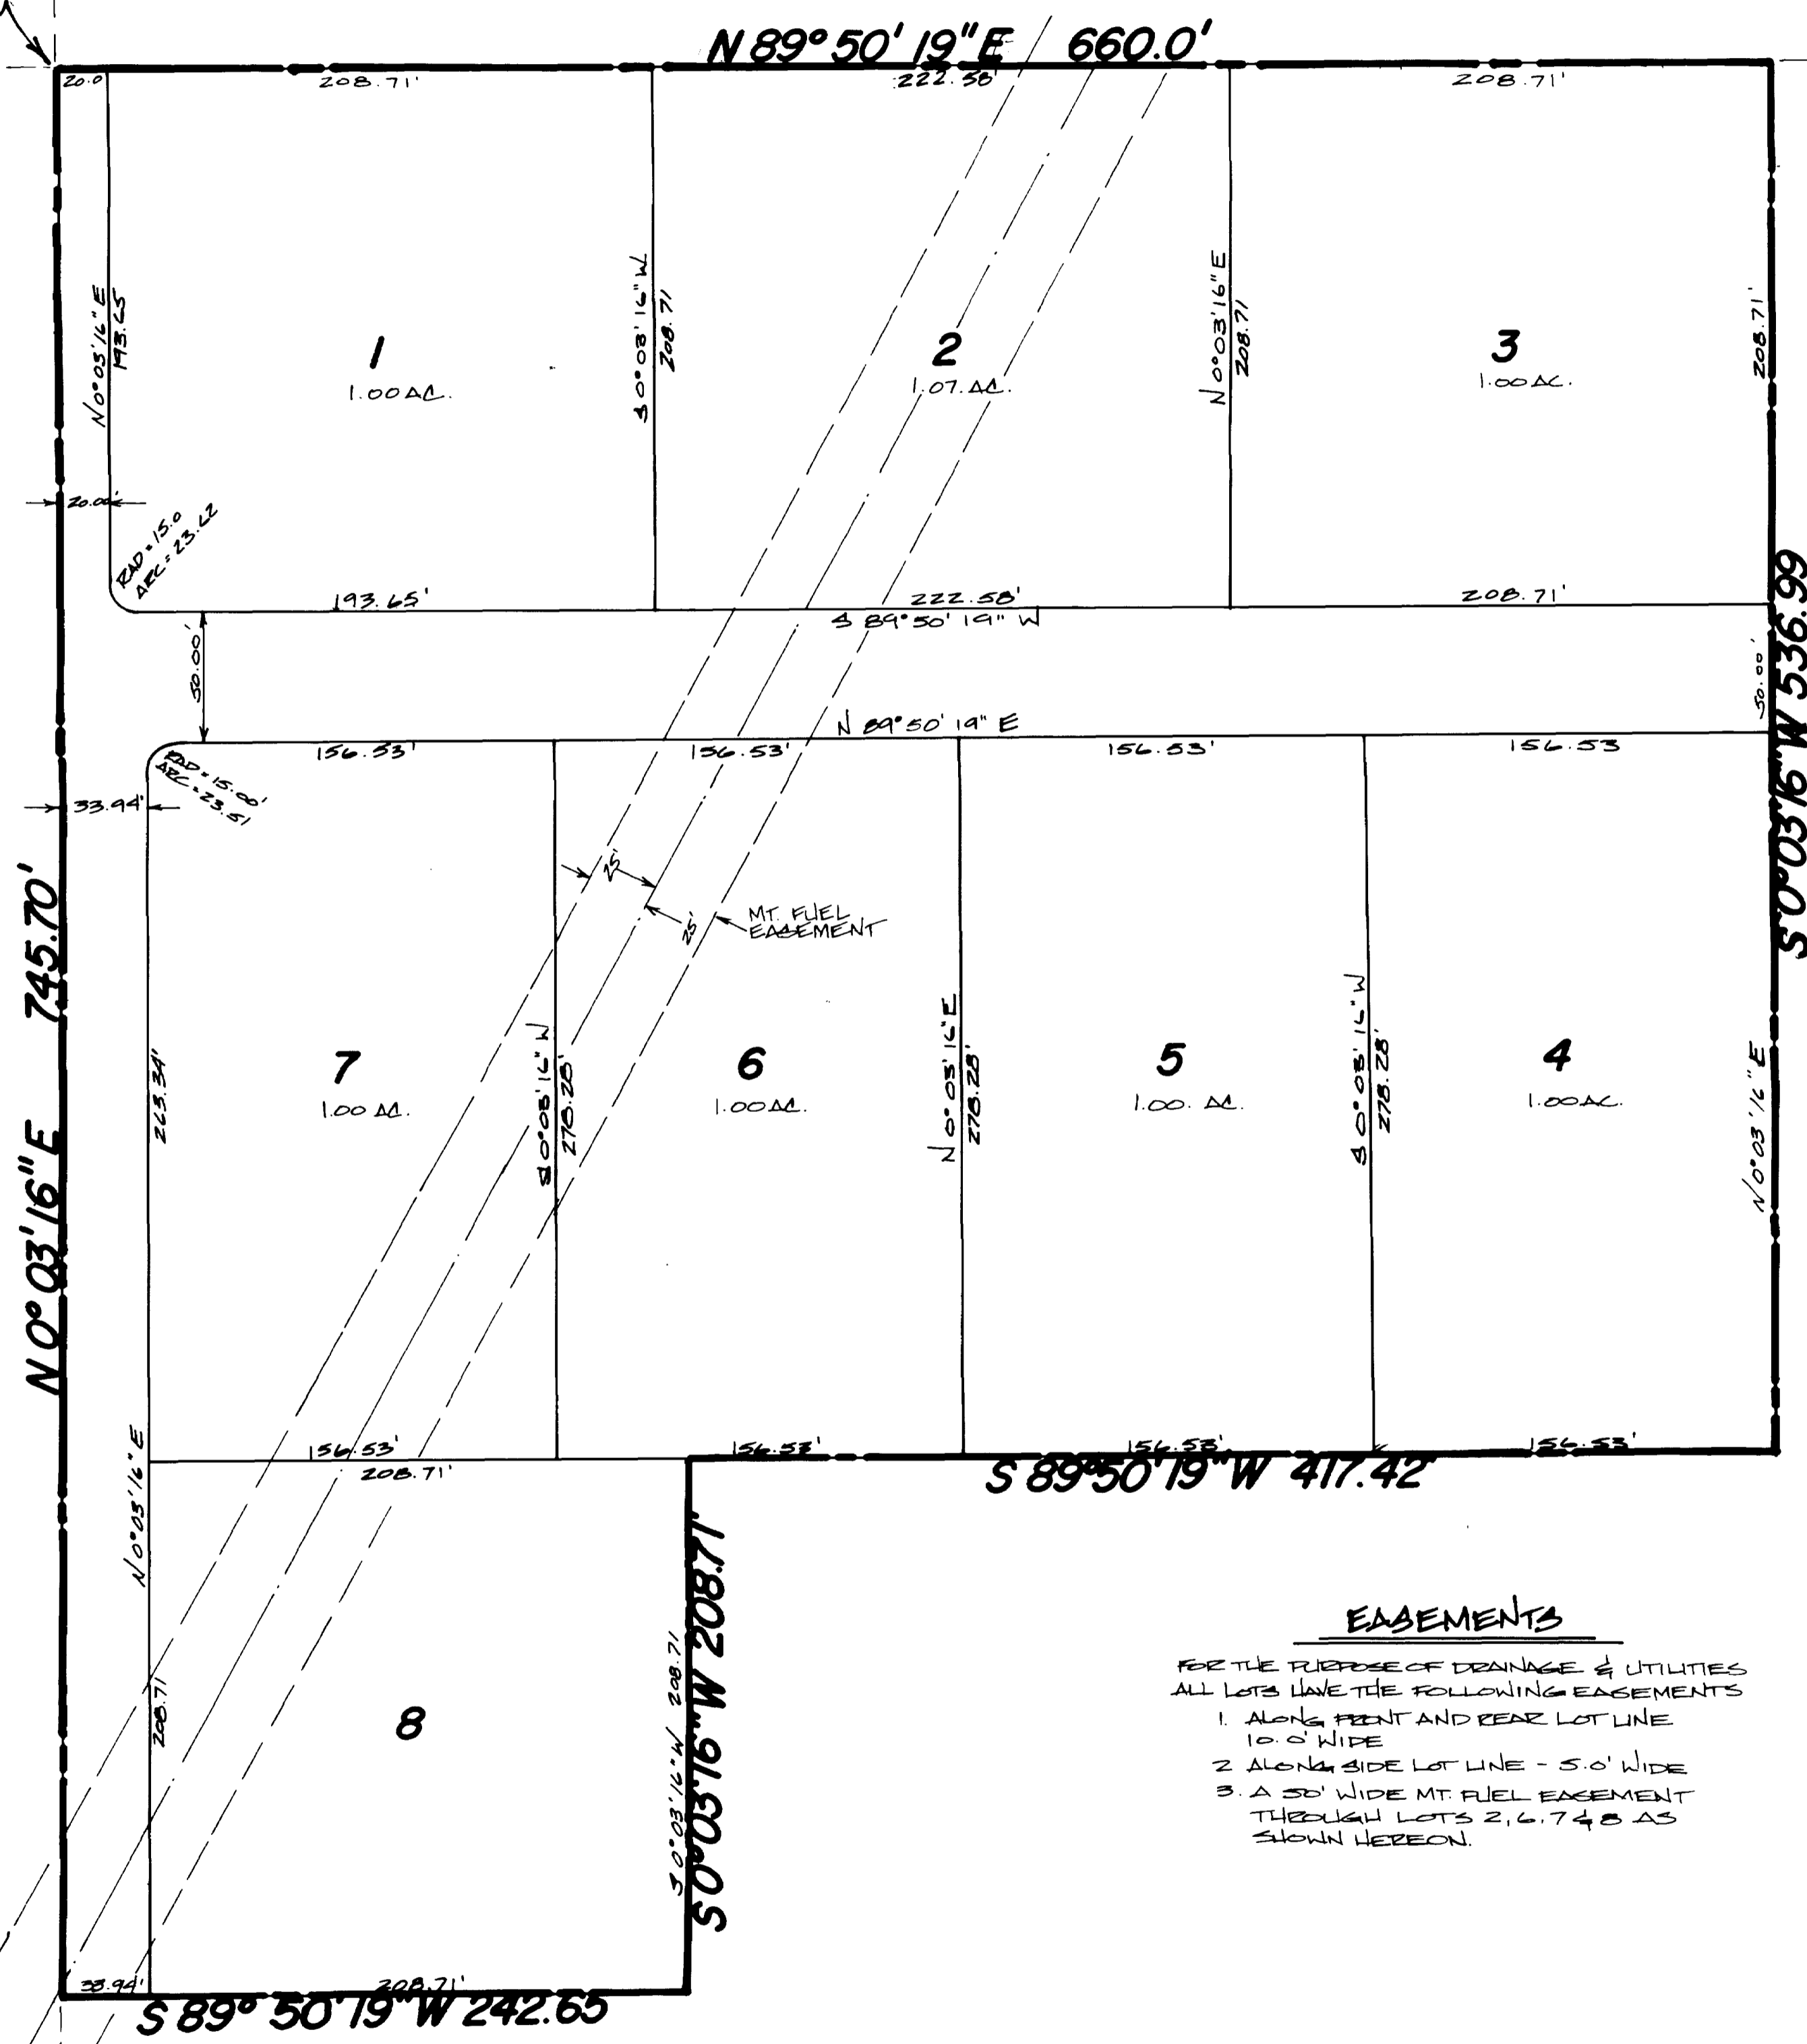 N 89° 50' 19" E 660.0'
20.0 208.71' 222.58' 208.71'
N 0° 03' 16" E
193.65
S 0° 03' 16" W
208.71
N 0° 03' 16" E
208.71
208.71'
1
1.00 AC.
2
1.07. AC.
3
1.00 AC.
20.00'
RAD = 15.0
ARC = 23.62
193.65' 222.58' 208.71'
S 89° 50' 19" W
50.00'
50.00'
S 0° 03' 16" W 536.99
N 89° 50' 19" E
156.53' 156.53' 156.53' 156.53
RAD = 15.00'
ARC = 23.51
33.94'
25'
25'
MT. FUEL
EASEMENT
N 0° 03' 16" E 745.70'
263.34'
S 0° 03' 16" W
278.28'
N 0° 03' 16" E
278.28'
S 0° 03' 16" W
278.28'
N 0° 03' 16" E
7
1.00 AC.
6
1.00 AC.
5
1.00. AC.
4
1.00 AC.
156.53' 156.53' 156.53' 156.53'
208.71'
S 89° 50' 19" W 417.42'
N 0° 03' 16" E
208.71
8
S 0° 03' 16" W 208.71
S 0° 03' 16" W 208.71'
33.94' 208.71'
S 89° 50' 19" W 242.65
EASEMENTS
FOR THE PURPOSE OF DRAINAGE & UTILITIES
ALL LOTS HAVE THE FOLLOWING EASEMENTS
1. ALONG FRONT AND REAR LOT LINE
10.0' WIDE
2 ALONG SIDE LOT LINE - 5.0' WIDE
3. A 50' WIDE MT. FUEL EASEMENT
THROUGH LOTS 2, 6, 7 & 8 AS
SHOWN HEREON.